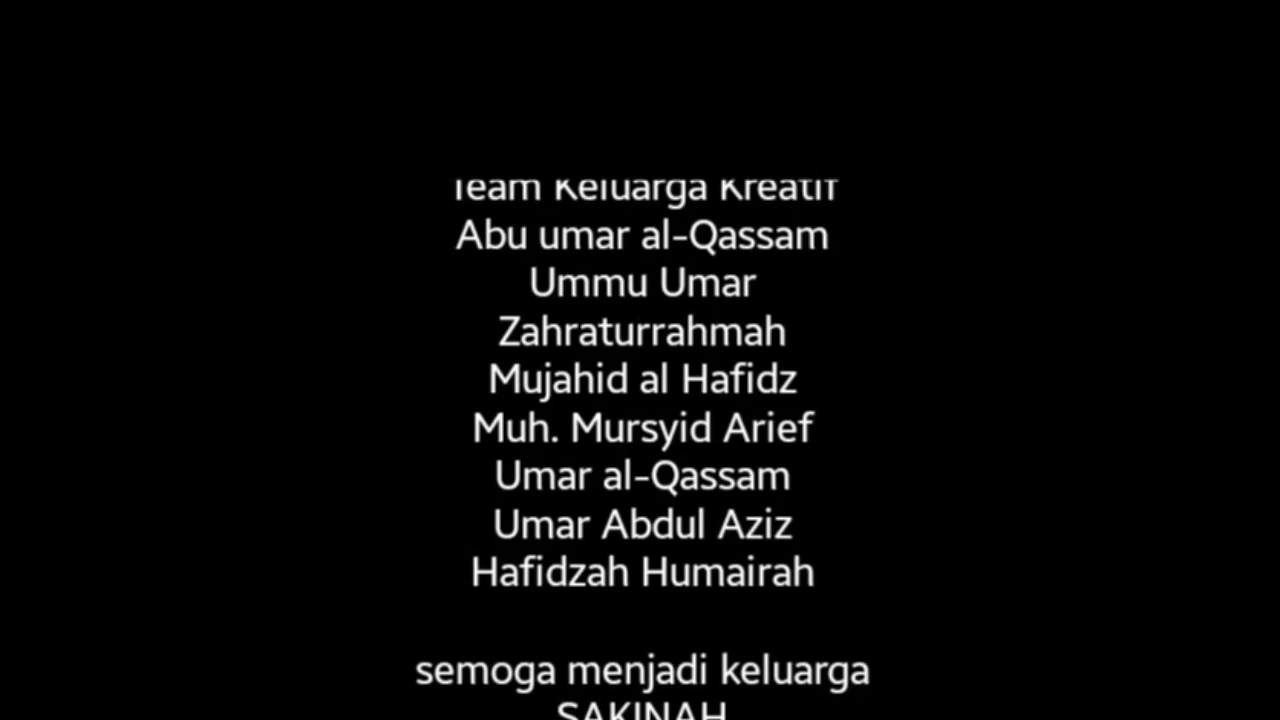 Team Keluarga Kreatif
Abu umar al-Qassam
Ummu Umar
Zahraturrahmah
Mujahid al Hafidz
Muh. Mursyid Arief
Umar al-Qassam
Umar Abdul Aziz
Hafidzah Humairah
semoga menjadi keluarga
SAKINAH